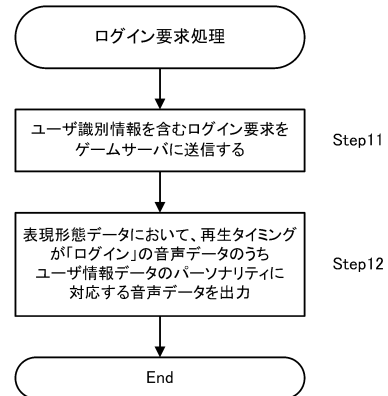 ログイン要求処理
ユーザ識別情報を含むログイン要求を
ゲームサーバに送信する
Step11
表現形態データにおいて、再生タイミング
が「ログイン」の音声データのうち
ユーザ情報データのパーソナリティに
対応する音声データを出力
Step12
End